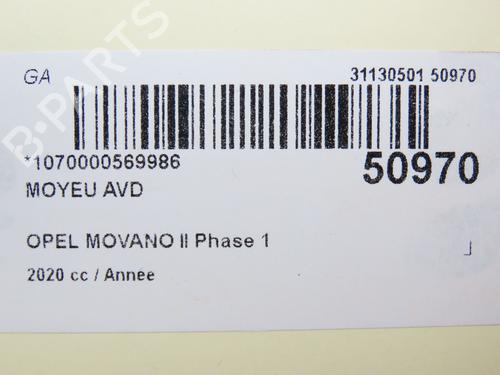 GA
31130501 50970
*1070000569986
50970
MOYEU AVD
OPEL MOVANO II Phase 1
2020 cc / Annee
B-PARTS